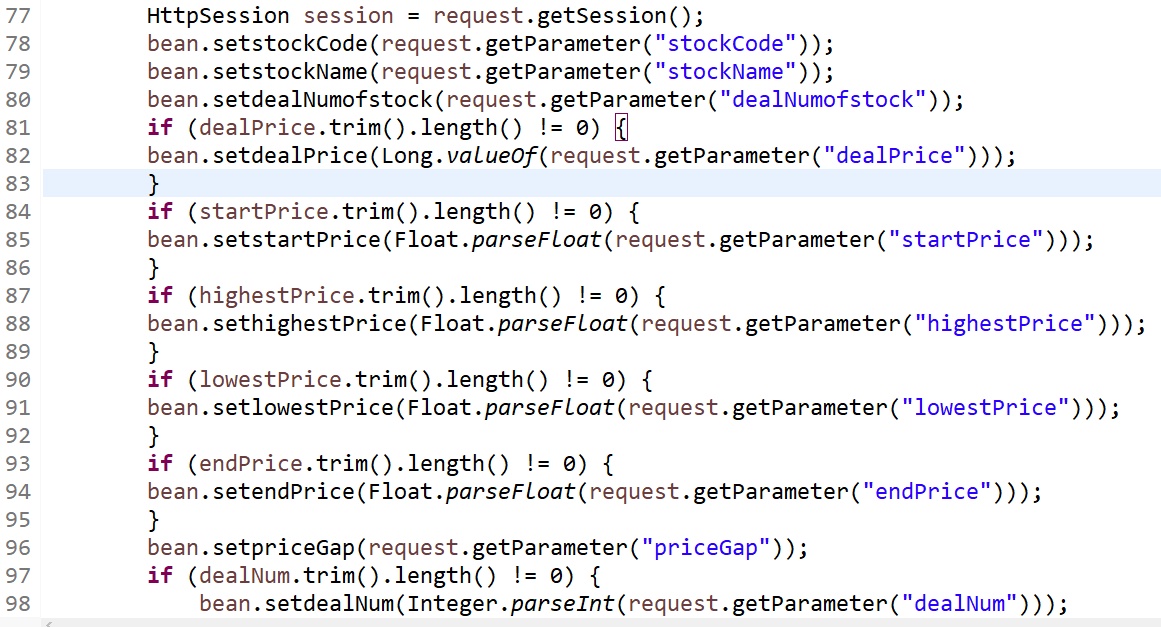 77 HttpSession session = request.getSession();
78 bean.setstockCode(request.getParameter("stockCode"));
79 bean.setstockName(request.getParameter("stockName"));
80 bean.setdealNumofstock(request.getParameter("dealNumofstock"));
81 if (dealPrice.trim().length() != 0) {
82 bean.setdealPrice(Long.valueOf(request.getParameter("dealPrice")));
83 }
84 if (startPrice.trim().length() != 0) {
85 bean.setstartPrice(Float.parseFloat(request.getParameter("startPrice")));
86 }
87 if (highestPrice.trim().length() != 0) {
88 bean.sethighestPrice(Float.parseFloat(request.getParameter("highestPrice")));
89 }
90 if (lowestPrice.trim().length() != 0) {
91 bean.setlowestPrice(Float.parseFloat(request.getParameter("lowestPrice")));
92 }
93 if (endPrice.trim().length() != 0) {
94 bean.setendPrice(Float.parseFloat(request.getParameter("endPrice")));
95 }
96 bean.setpriceGap(request.getParameter("priceGap"));
97 if (dealNum.trim().length() != 0) {
98     bean.setdealNum(Integer.parseInt(request.getParameter("dealNum")));